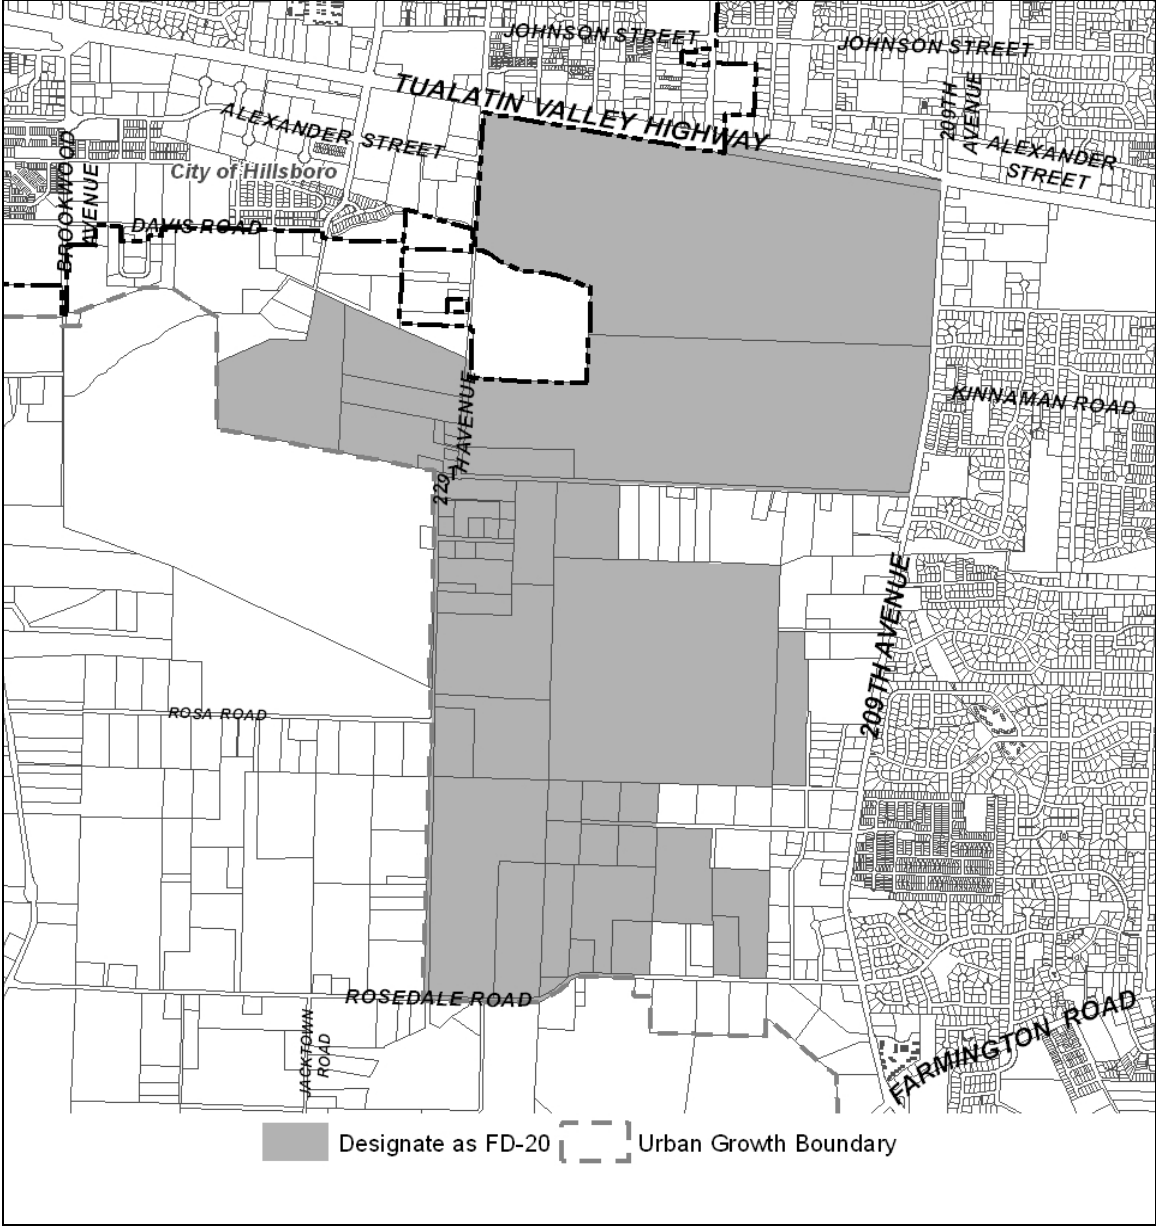 JOHNSON STREET
JOHNSON STREET
TUALATIN VALLEY HIGHWAY
209TH
AVENUE
ALEXANDER STREET
ALEXANDER
STREET
City of Hillsboro
BROOKWOOD
AVENUE
DAVIS ROAD
KINNAMAN ROAD
229TH AVENUE
209TH AVENUE
ROSA ROAD
ROSEDALE ROAD
JACKTOWN
ROAD
FARMINGTON ROAD
Designate as FD-20
Urban Growth Boundary